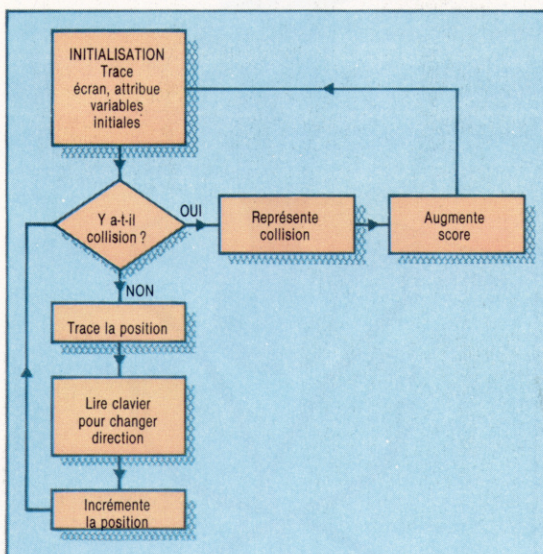 INITIALISATION
Trace
écran, attribue
variables
initiales
Y a-t-il
collision ?
OUI
Représente
collision
Augmente
score
NON
Trace la position
Lire clavier
pour changer
direction
Incrémente
la position